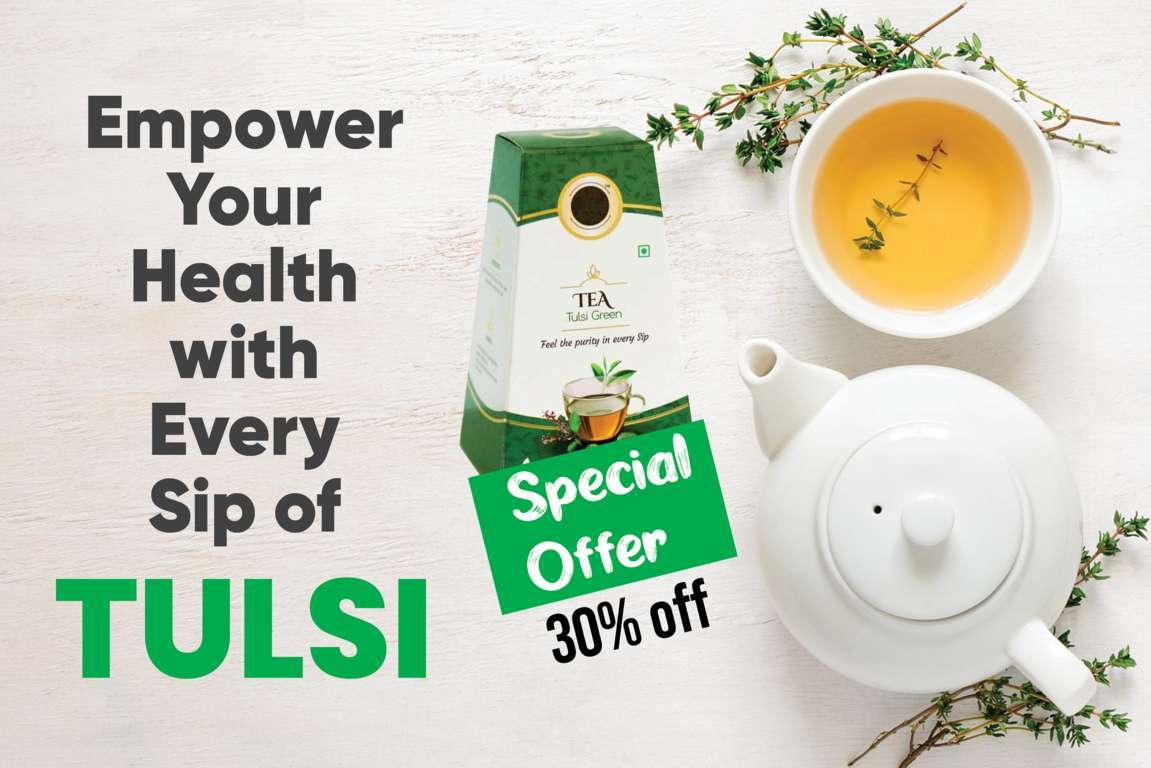 Empower
Your
Health
with
Every
Sip of
TULSI
TEA
Tulsi Green
Feel the purity in every Sip
Special
Offer
30% off